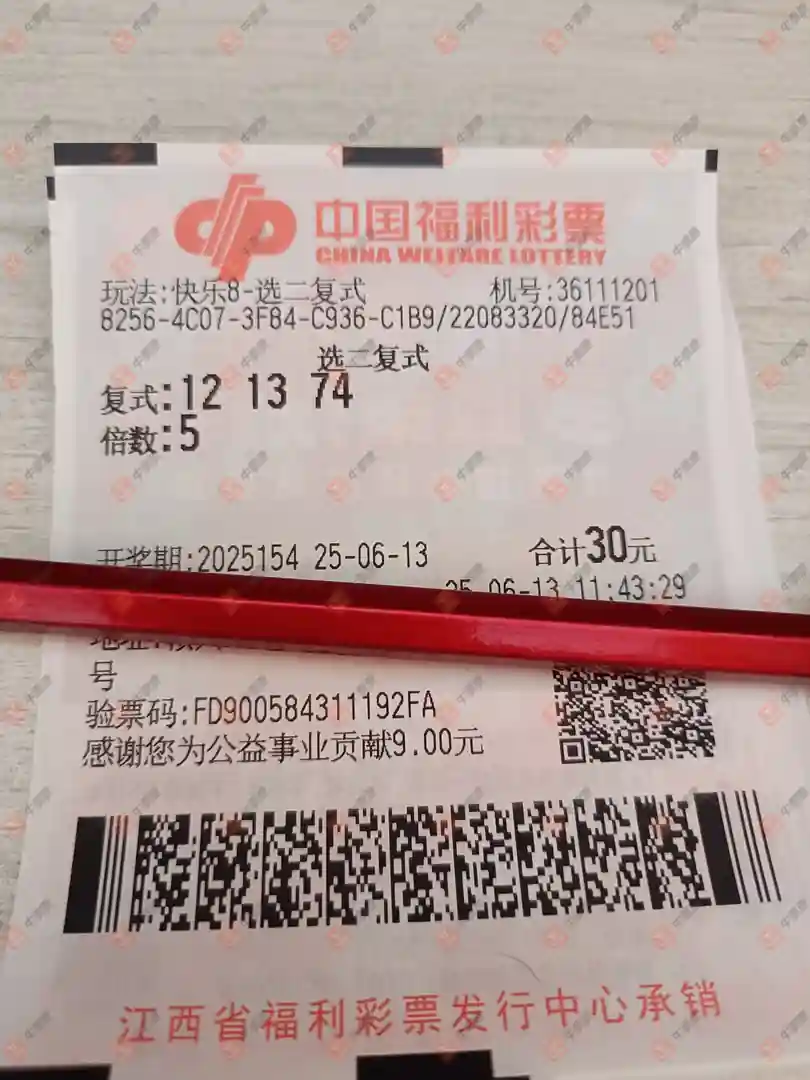 中国福利彩票
CHINA WELFARE LOTTERY
玩法:快乐8-选二复式 机号:36111201
8256-4C07-3F84-C936-C1B9/22083320/84E51
选二复式
复式:12 13 74
倍数:5
开奖期:2025154 25-06-13 合计30元
25-06-13 11:43:29
地址:
号
验票码:FD900584311192FA
感谢您为公益事业贡献9.00元
江西省福利彩票发行中心承销